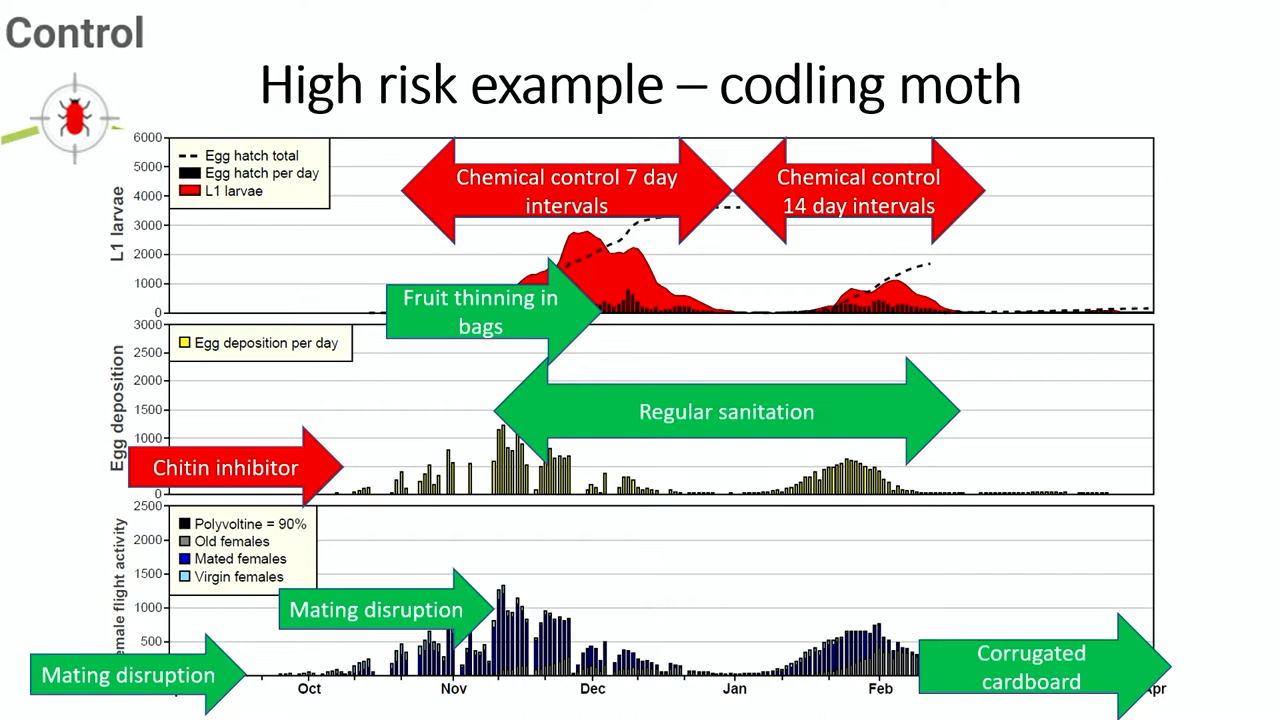 Control
High risk example – codling moth
6000
5000
4000
3000
2000
1000
0
L1 larvae
Egg hatch total
Egg hatch per day
L1 larvae
Chemical control 7 day
intervals
Chemical control
14 day intervals
Fruit thinning in
bags
3000
2500
2000
1500
1000
0
Egg deposition
Egg deposition per day
Regular sanitation
Chitin inhibitor
2500
2000
1500
1000
500
emale flight activity
Polyvoltine = 90%
Old females
Mated females
Virgin females
Mating disruption
Mating disruption
Corrugated
cardboard
Oct
Nov
Dec
Jan
Feb
pr